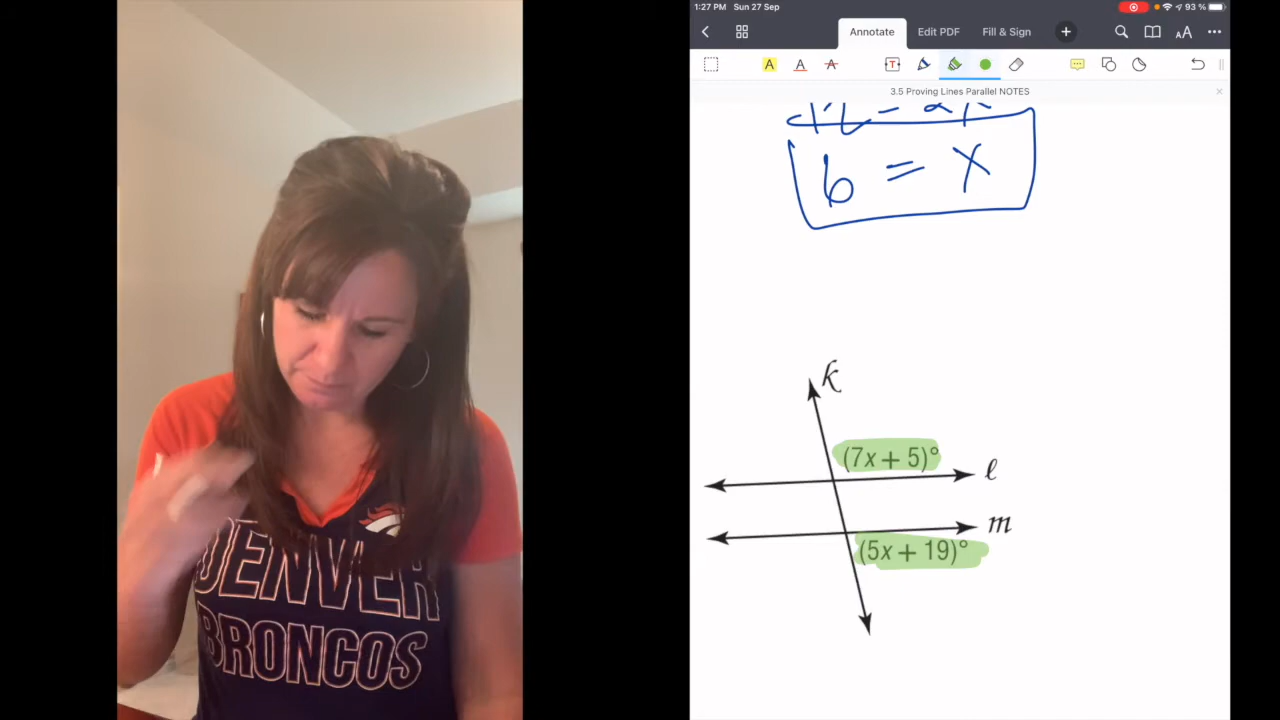 1:27 PM Sun 27 Sep
93 %
Annotate
Edit PDF
Fill & Sign
3.5 Proving Lines Parallel NOTES
6 = x
k
(7x + 5)°
ℓ
m
(5x + 19)°
DENVER
BRONCOS